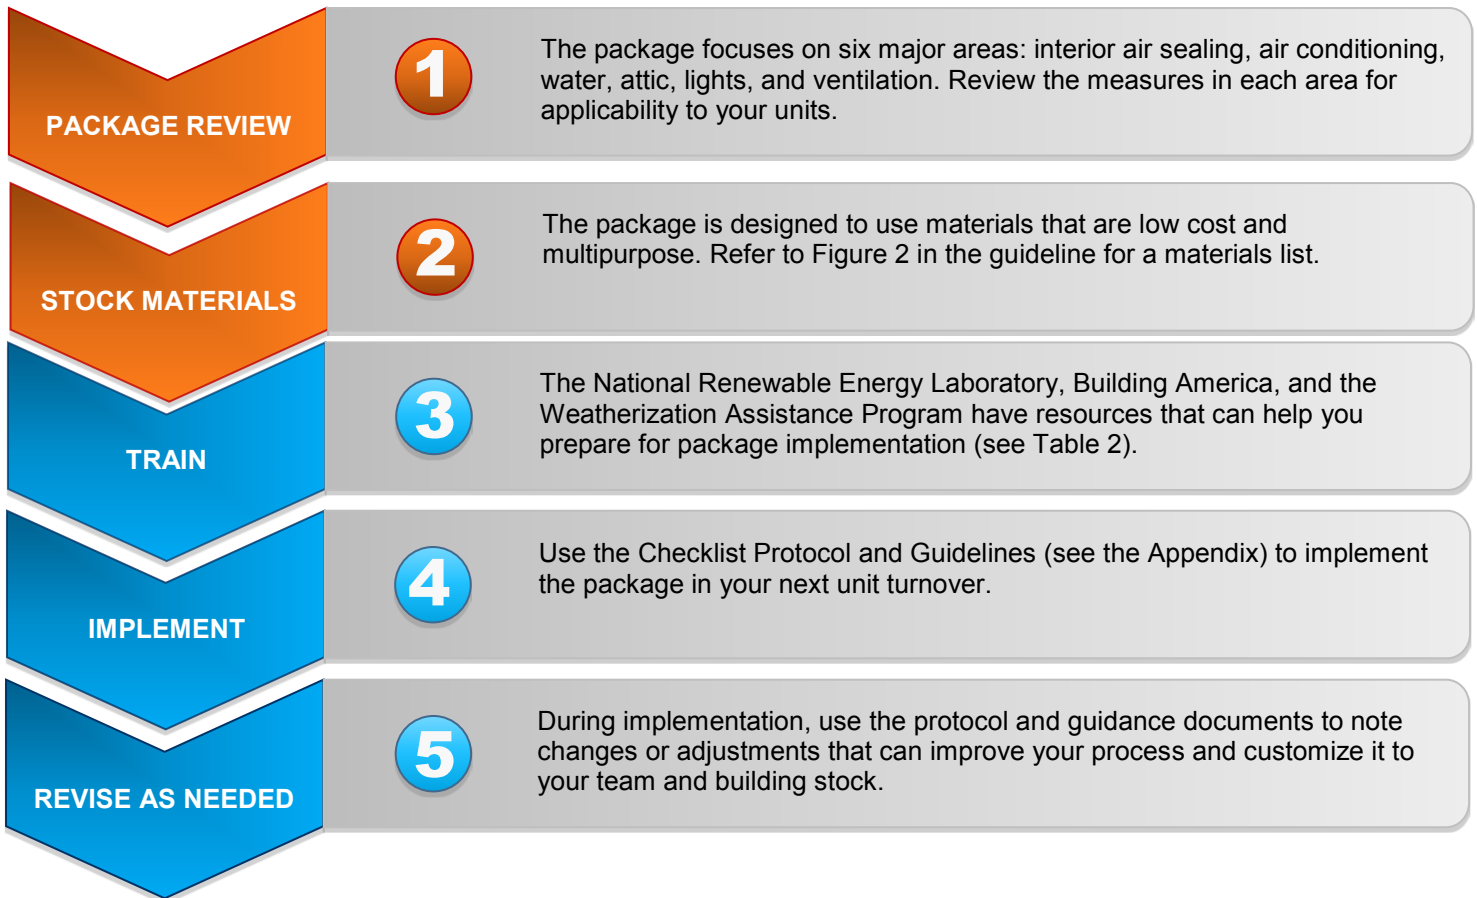 PACKAGE REVIEW
1
The package focuses on six major areas: interior air sealing, air conditioning,
water, attic, lights, and ventilation. Review the measures in each area for
applicability to your units.
STOCK MATERIALS
2
The package is designed to use materials that are low cost and
multipurpose. Refer to Figure 2 in the guideline for a materials list.
TRAIN
3
The National Renewable Energy Laboratory, Building America, and the
Weatherization Assistance Program have resources that can help you
prepare for package implementation (see Table 2).
IMPLEMENT
4
Use the Checklist Protocol and Guidelines (see the Appendix) to implement
the package in your next unit turnover.
REVISE AS NEEDED
5
During implementation, use the protocol and guidance documents to note
changes or adjustments that can improve your process and customize it to
your team and building stock.